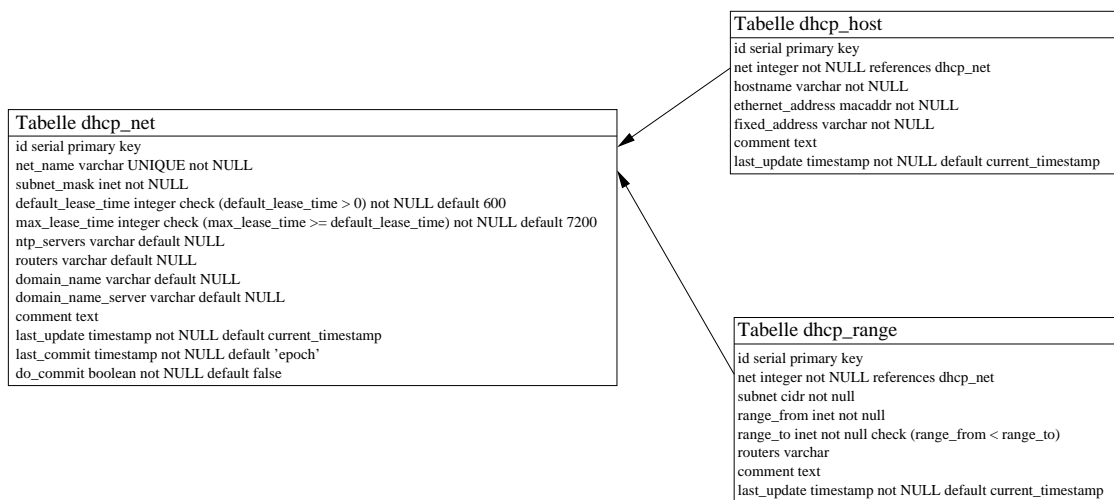 Tabelle dhcp_host
id serial primary key
net integer not NULL references dhcp_net
hostname varchar not NULL
ethernet_address macaddr not NULL
fixed_address varchar not NULL
comment text
last_update timestamp not NULL default current_timestamp
Tabelle dhcp_net
id serial primary key
net_name varchar UNIQUE not NULL
subnet_mask inet not NULL
default_lease_time integer check (default_lease_time > 0) not NULL default 600
max_lease_time integer check (max_lease_time >= default_lease_time) not NULL default 7200
ntp_servers varchar default NULL
routers varchar default NULL
domain_name varchar default NULL
domain_name_server varchar default NULL
comment text
last_update timestamp not NULL default current_timestamp
last_commit timestamp not NULL default ’epoch’
do_commit boolean not NULL default false
Tabelle dhcp_range
id serial primary key
net integer not NULL references dhcp_net
subnet cidr not null
range_from inet not null
range_to inet not null check (range_from < range_to)
routers varchar
comment text
last_update timestamp not NULL default current_timestamp